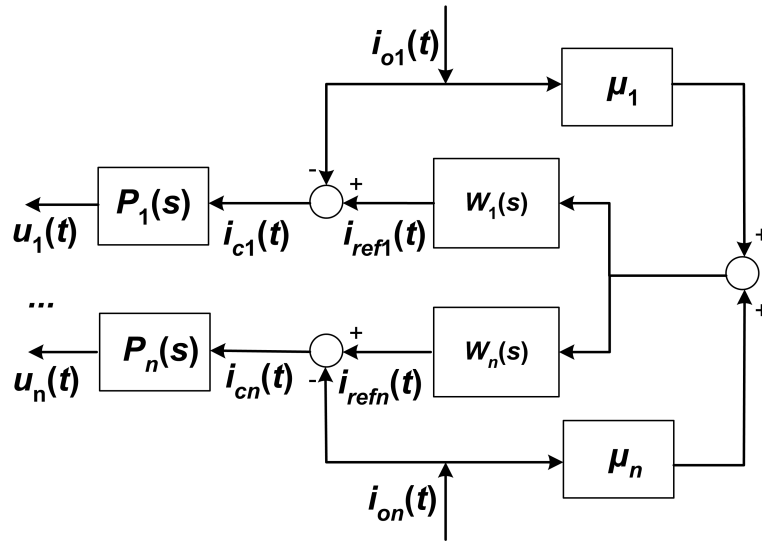 i_o1(t)
μ_1
- +
P_1(s) W_1(s)
u_1(t) i_c1(t) i_ref1(t)
+
...
+
P_n(s) + W_n(s)
u_n(t) i_cn(t) - i_refn(t)
μ_n
i_on(t)